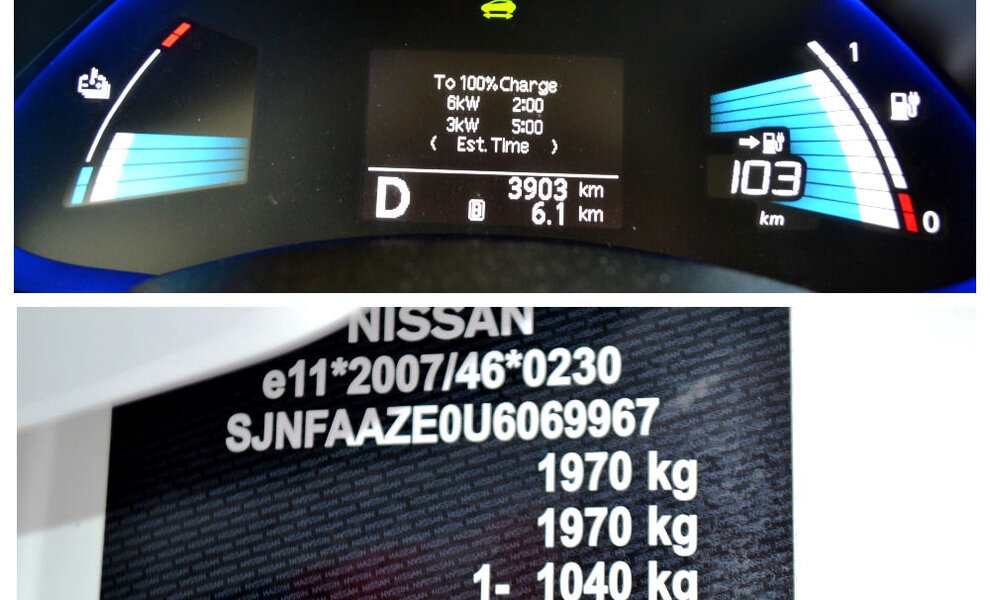 To 100% Charge
6kW 2:00
3kW 5:00
( Est. Time )
1
103
km
0
D
3903 km
B 6.1 km
NISSAN
e11*2007/46*0230
SJNFAAZE0U6069967
1970 kg
1970 kg
1- 1040 kg